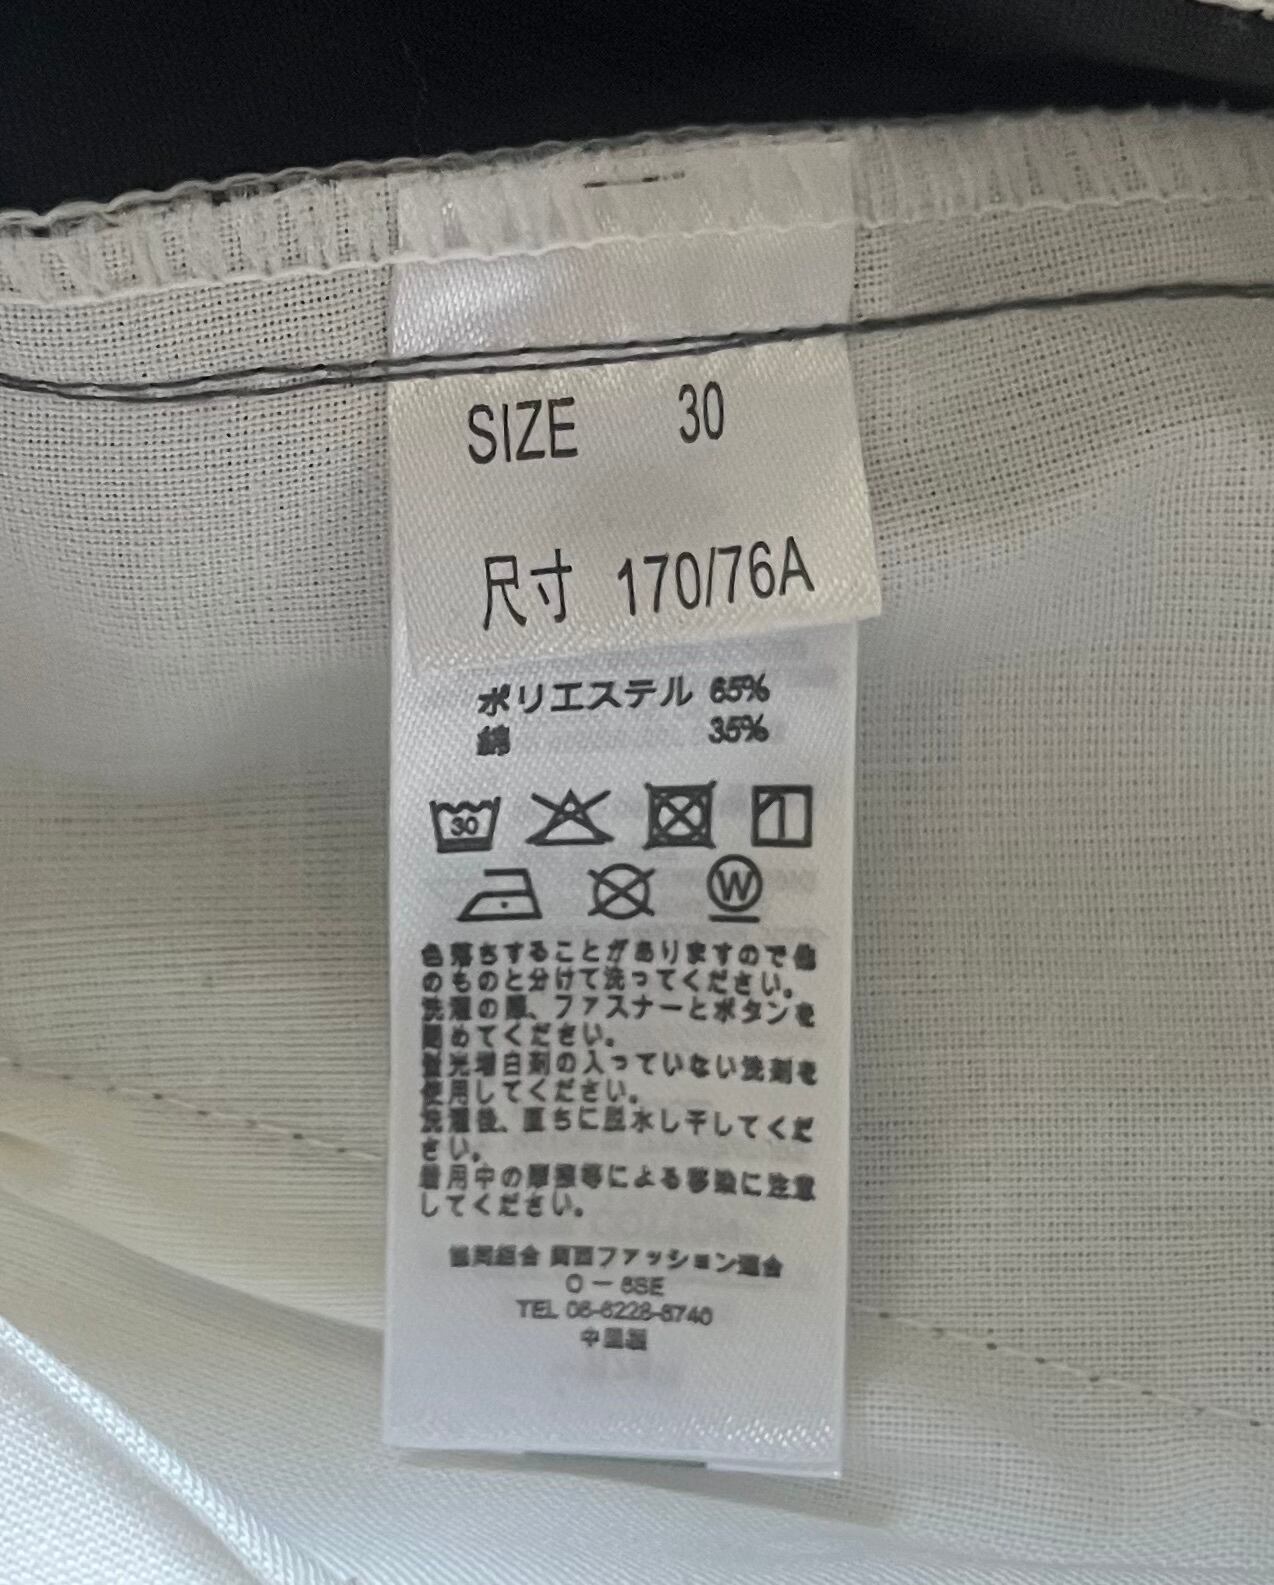 SIZE 30
尺寸 170/76A
ポリエステル 65%
綿 35%
30
W
色落ちすることがありますので他
のものと分けて洗ってください。
洗濯の際、ファスナーとボタンを
閉めてください。
蛍光増白剤の入っていない洗剤を
使用してください。
洗濯後、直ちに脱水し干してくだ
さい。
着用中の摩擦等による移染に注意
してください。
協同組合 関西ファッション連合
O-6SE
TEL 06-6228-6740
中国製